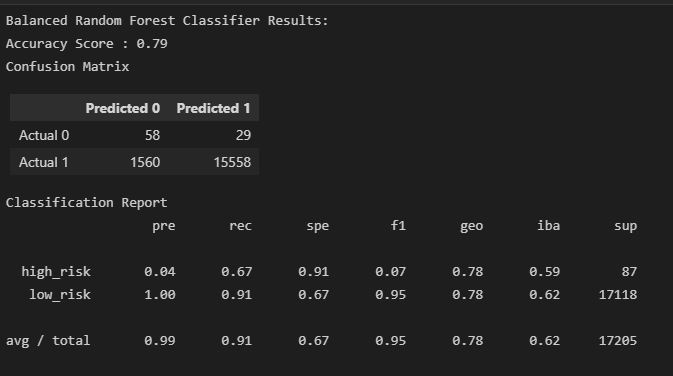 Balanced Random Forest Classifier Results:
Accuracy Score : 0.79
Confusion Matrix
Predicted 0 Predicted 1
Actual 0 58 29
Actual 1 1560 15558
Classification Report
pre rec spe f1 geo iba sup
high_risk 0.04 0.67 0.91 0.07 0.78 0.59 87
low_risk 1.00 0.91 0.67 0.95 0.78 0.62 17118
avg / total 0.99 0.91 0.67 0.95 0.78 0.62 17205